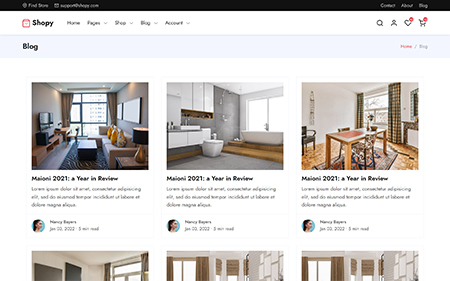 Find Store support@shopy.com Contact About Blog
Shopy Home Pages Shop Blog Account
Blog Home / Blog
Maioni 2021: a Year in Review Maioni 2021: a Year in Review Maioni 2021: a Year in Review
Lorem ipsum dolor sit amet, consectetur adipiscing Lorem ipsum dolor sit amet, consectetur adipiscing Lorem ipsum dolor sit amet, consectetur adipiscing
elit, sed do eiusmod tempor incididunt ut labore et elit, sed do eiusmod tempor incididunt ut labore et elit, sed do eiusmod tempor incididunt ut labore et
dolore magna aliqua. dolore magna aliqua. dolore magna aliqua.
Nancy Bayers Nancy Bayers Nancy Bayers
Jan 02, 2022 · 5 min read Jan 02, 2022 · 5 min read Jan 02, 2022 · 5 min read